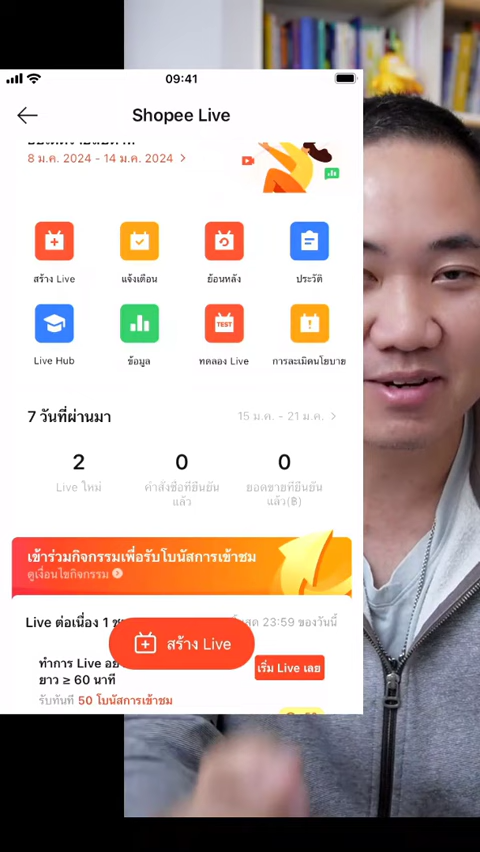 09:41
Shopee Live
8 ม.ค. 2024 - 14 ม.ค. 2024
สร้าง Live
แจ้งเตือน
ย้อนหลัง
ประวัติ
Live Hub
ข้อมูล
TEST
ทดลอง Live
การละเมิดนโยบาย
7 วันที่ผ่านมา
15 ม.ค. - 21 ม.ค.
2
0
0
Live ใหม่
คำสั่งซื้อที่ยืนยัน
แล้ว
ยอดขายที่ยืนยัน
แล้ว(฿)
เข้าร่วมกิจกรรมเพื่อรับโบนัสการเข้าชม
ดูเงื่อนไขกิจกรรม
Live ต่อเนื่อง 1
23:59 ของวันนี้
สร้าง Live
ทำการ Live
ยาว ≥ 60 นาที
เริ่ม Live เลย
รับทันที 50 โบนัสการเข้าชม